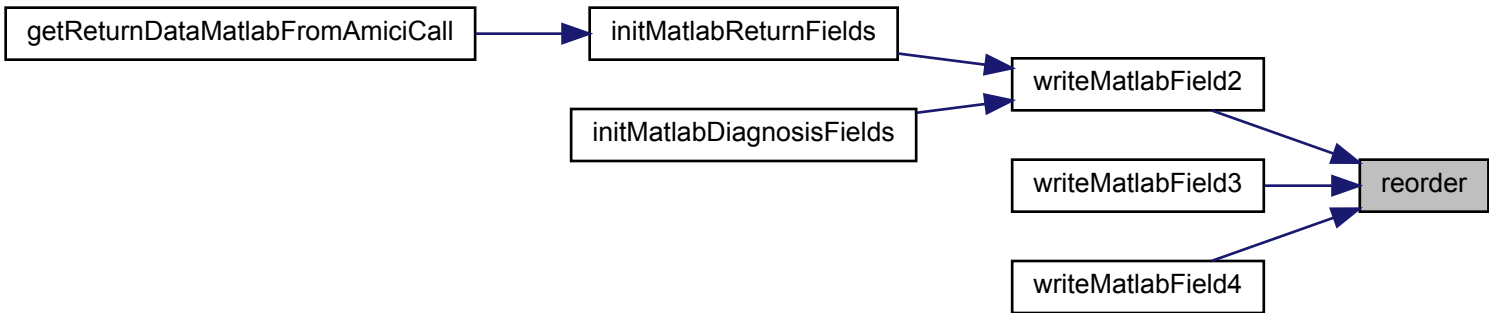 getReturnDataMatlabFromAmiciCall
initMatlabReturnFields
writeMatlabField2
initMatlabDiagnosisFields
writeMatlabField3
reorder
writeMatlabField4